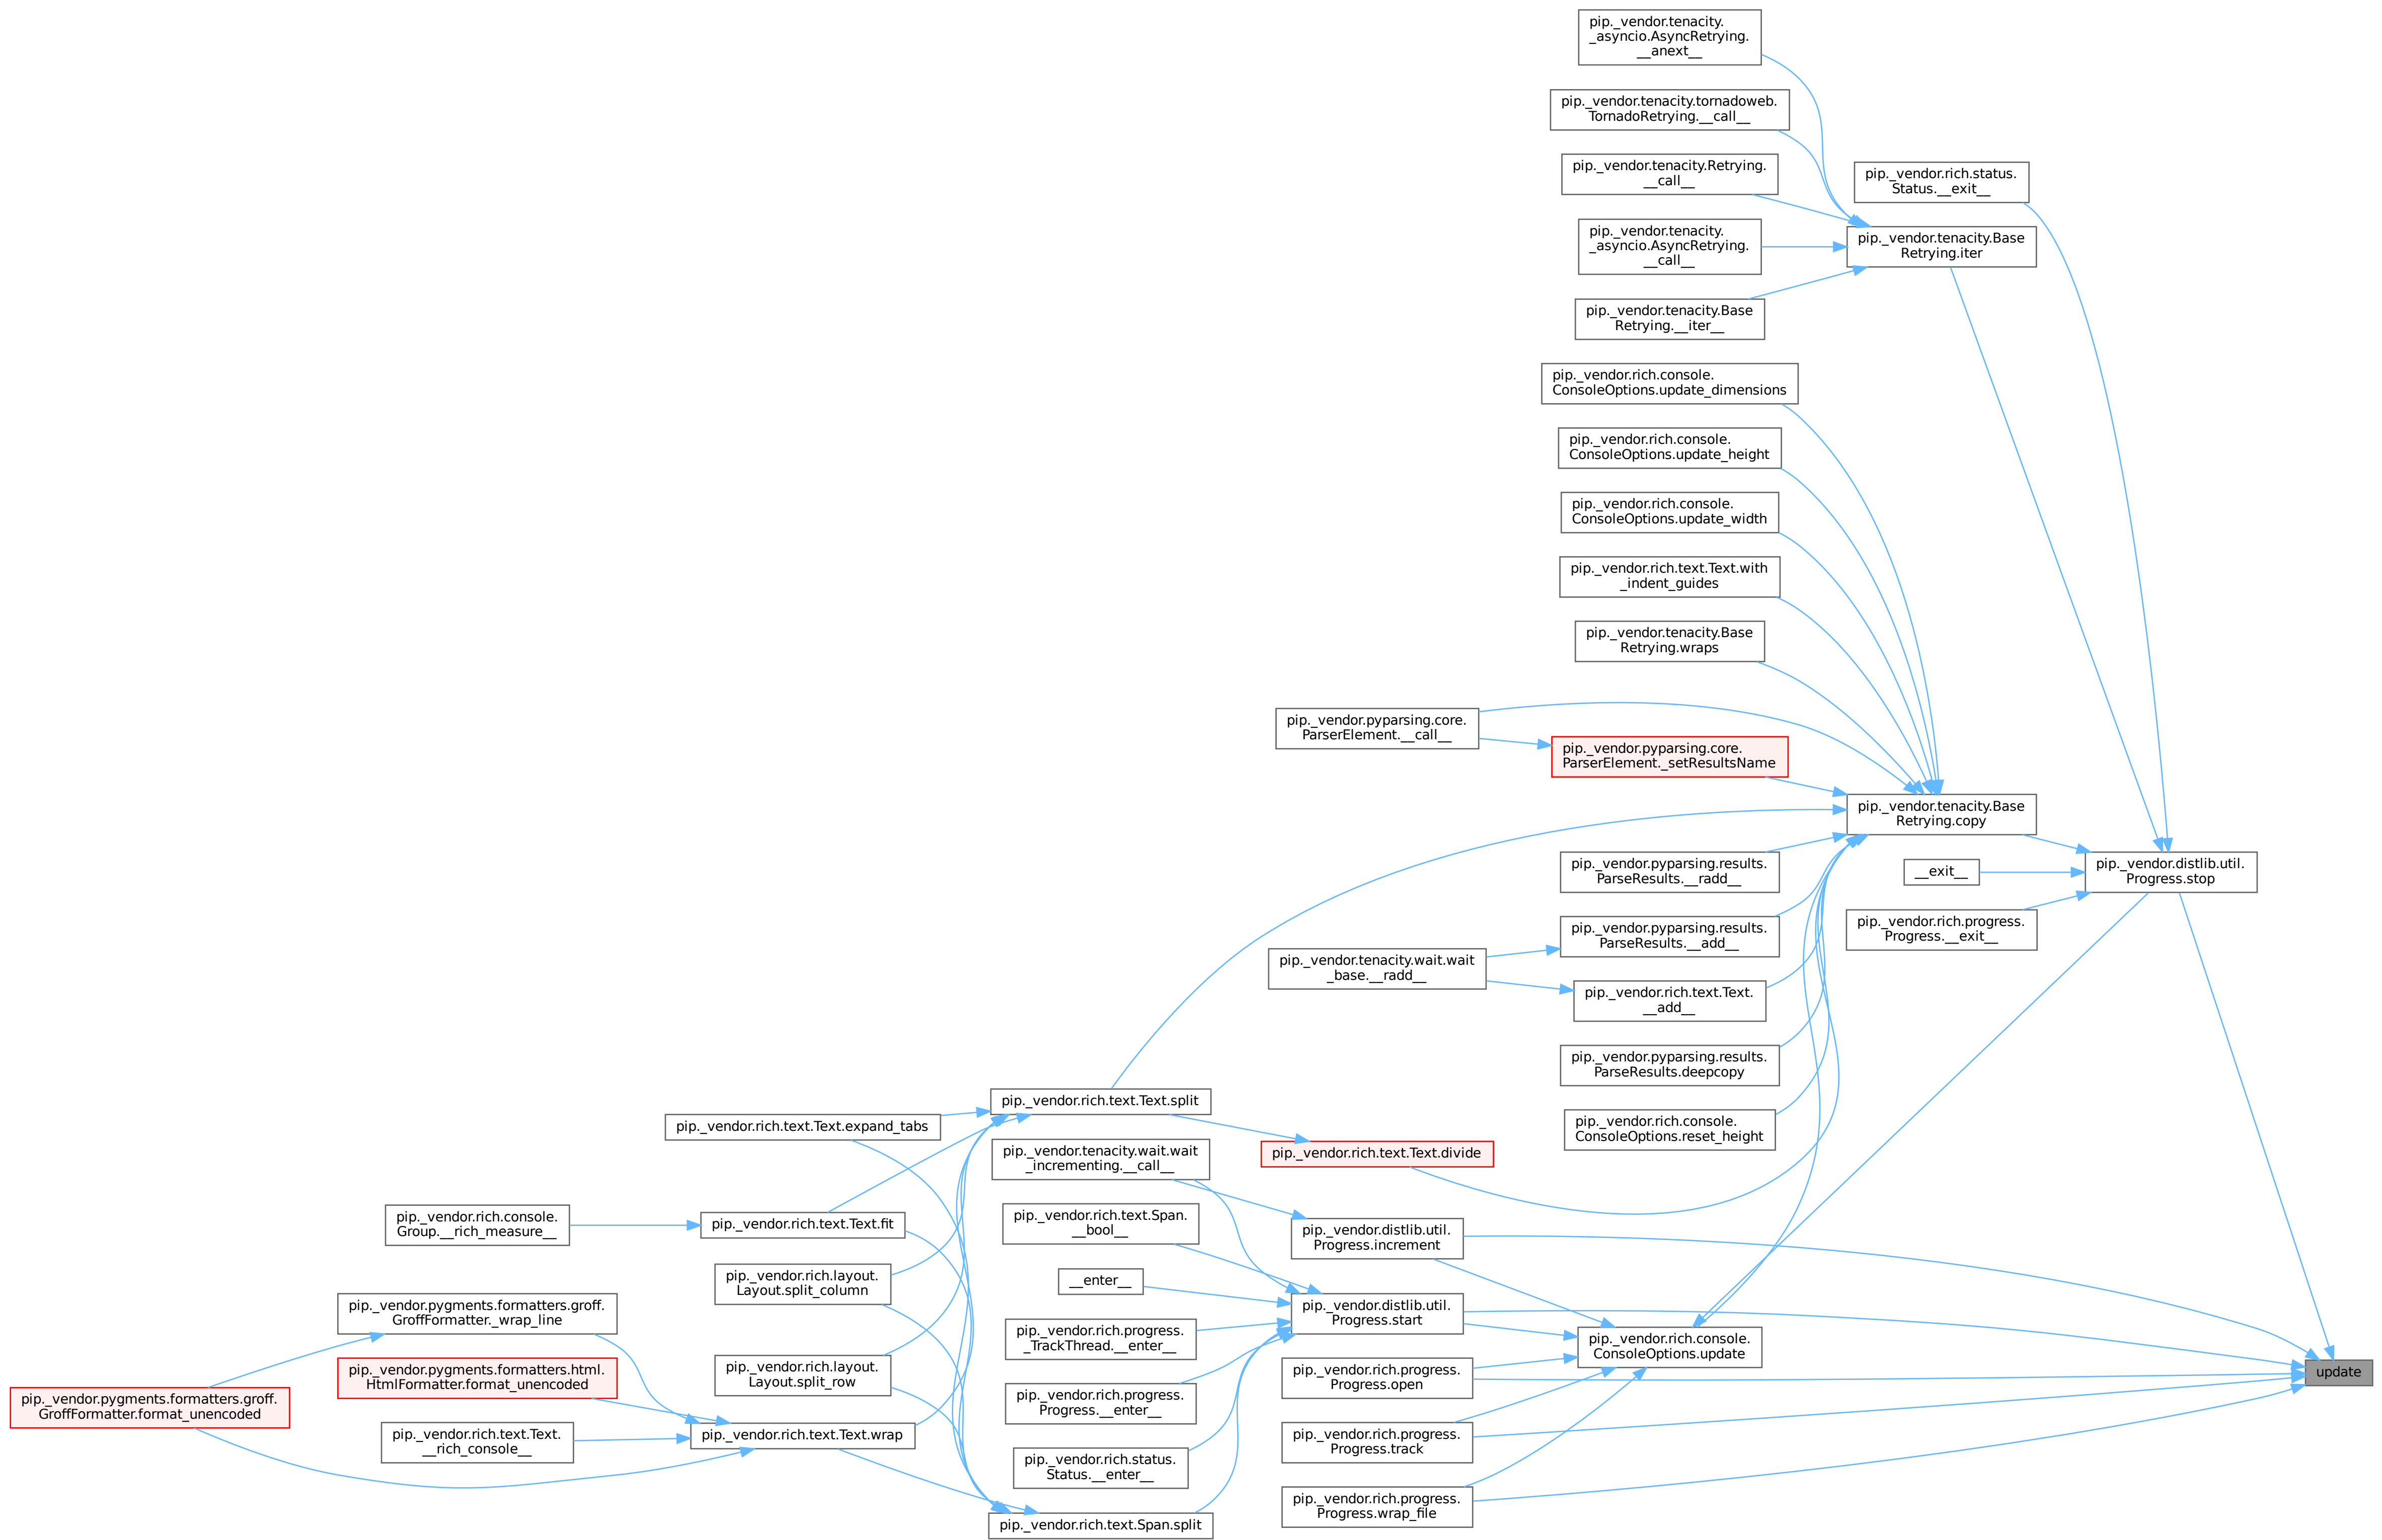 pip._vendor.tenacity.
_asyncio.AsyncRetrying.
__anext__
pip._vendor.tenacity.tornadoweb.
TornadoRetrying.__call__
pip._vendor.tenacity.Retrying.
__call__
pip._vendor.rich.status.
Status.__exit__
pip._vendor.tenacity.
_asyncio.AsyncRetrying.
__call__
pip._vendor.tenacity.Base
Retrying.iter
pip._vendor.tenacity.Base
Retrying.__iter__
pip._vendor.rich.console.
ConsoleOptions.update_dimensions
pip._vendor.rich.console.
ConsoleOptions.update_height
pip._vendor.rich.console.
ConsoleOptions.update_width
pip._vendor.rich.text.Text.with
_indent_guides
pip._vendor.tenacity.Base
Retrying.wraps
pip._vendor.pyparsing.core.
ParserElement.__call__
pip._vendor.pyparsing.core.
ParserElement._setResultsName
pip._vendor.tenacity.Base
Retrying.copy
pip._vendor.pyparsing.results.
ParseResults.__radd__
__exit__
pip._vendor.distlib.util.
Progress.stop
pip._vendor.rich.progress.
Progress.__exit__
pip._vendor.pyparsing.results.
ParseResults.__add__
pip._vendor.tenacity.wait.wait
_base.__radd__
pip._vendor.rich.text.Text.
__add__
pip._vendor.pyparsing.results.
ParseResults.deepcopy
pip._vendor.rich.console.
ConsoleOptions.reset_height
pip._vendor.rich.text.Text.split
pip._vendor.rich.text.Text.expand_tabs
pip._vendor.tenacity.wait.wait
_incrementing.__call__
pip._vendor.rich.text.Text.divide
pip._vendor.rich.console.
Group.__rich_measure__
pip._vendor.rich.text.Text.fit
pip._vendor.rich.text.Span.
__bool__
pip._vendor.distlib.util.
Progress.increment
pip._vendor.rich.layout.
Layout.split_column
__enter__
pip._vendor.pygments.formatters.groff.
GroffFormatter._wrap_line
pip._vendor.distlib.util.
Progress.start
pip._vendor.rich.progress.
_TrackThread.__enter__
pip._vendor.rich.console.
ConsoleOptions.update
pip._vendor.pygments.formatters.html.
HtmlFormatter.format_unencoded
pip._vendor.rich.layout.
Layout.split_row
pip._vendor.rich.progress.
Progress.open
update
pip._vendor.pygments.formatters.groff.
GroffFormatter.format_unencoded
pip._vendor.rich.progress.
Progress.__enter__
pip._vendor.rich.text.Text.
__rich_console__
pip._vendor.rich.text.Text.wrap
pip._vendor.rich.progress.
Progress.track
pip._vendor.rich.status.
Status.__enter__
pip._vendor.rich.progress.
Progress.wrap_file
pip._vendor.rich.text.Span.split